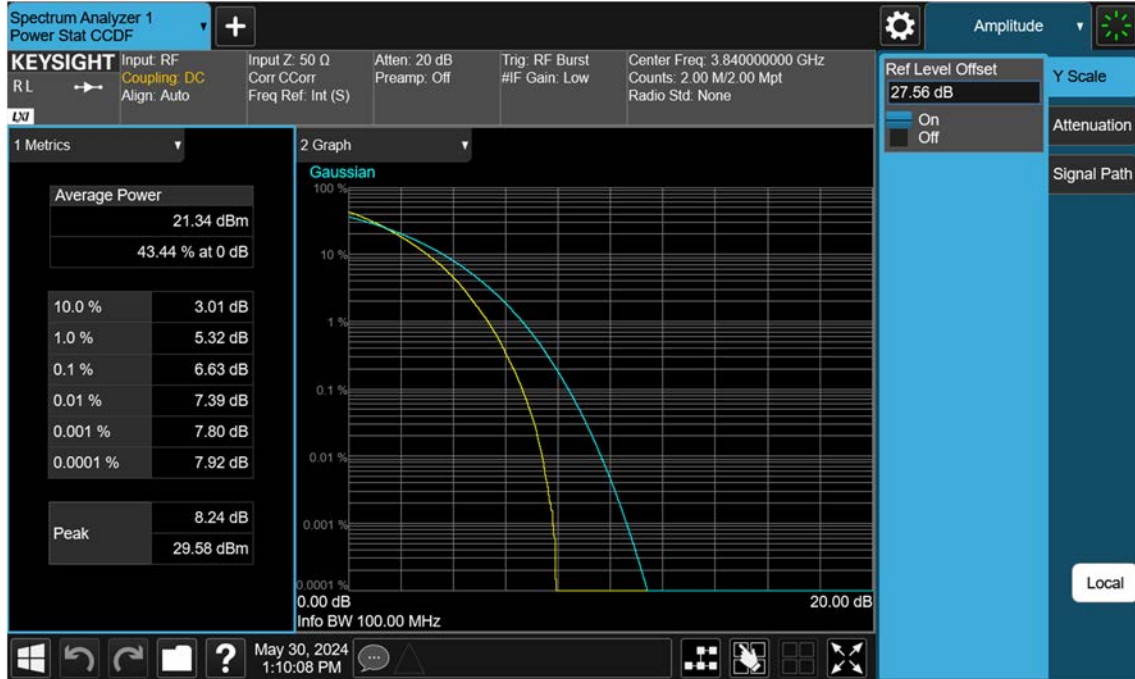 Spectrum Analyzer 1
Power Stat CCDF
+
Amplitude
KEYSIGHT
R L
LXI
Input: RF
Coupling: DC
Align: Auto
Input Z: 50 Ω
Corr CCorr
Freq Ref: Int (S)
Atten: 20 dB
Preamp: Off
Trig: RF Burst
#IF Gain: Low
Center Freq: 3.840000000 GHz
Counts: 2.00 M/2.00 Mpt
Radio Std: None
Ref Level Offset
27.56 dB
On
Off
Y Scale
Attenuation
Signal Path
Local
1 Metrics
Average Power
21.34 dBm
43.44 % at 0 dB
10.0 % 3.01 dB
1.0 % 5.32 dB
0.1 % 6.63 dB
0.01 % 7.39 dB
0.001 % 7.80 dB
0.0001 % 7.92 dB
Peak
8.24 dB
29.58 dBm
2 Graph
Gaussian
100 %
10 %
1 %
0.1 %
0.01 %
0.001 %
0.0001 %
0.00 dB 20.00 dB
Info BW 100.00 MHz
?
May 30, 2024
1:10:08 PM